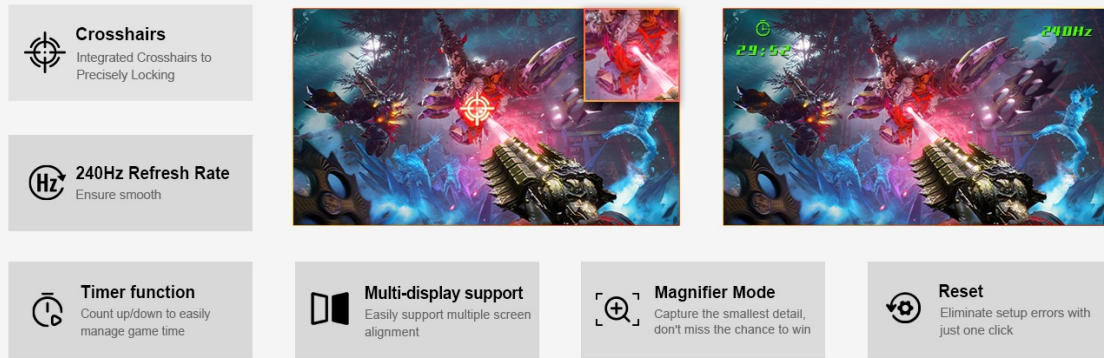 Crosshairs
Integrated Crosshairs to
Precisely Locking
29:52
240Hz
240Hz Refresh Rate
Ensure smooth
Timer function
Count up/down to easily
manage game time
Multi-display support
Easily support multiple screen
alignment
Magnifier Mode
Capture the smallest detail,
don't miss the chance to win
Reset
Eliminate setup errors with
just one click